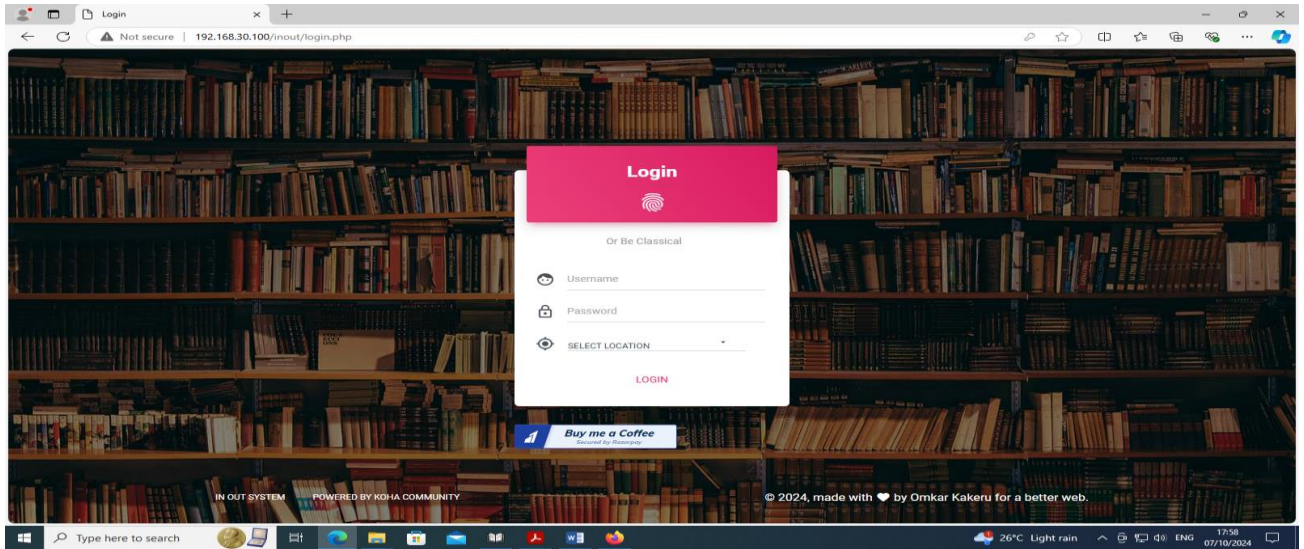 Login
Not secure | 192.168.30.100/inout/login.php
Login
Or Be Classical
Username
Password
SELECT LOCATION
LOGIN
Buy me a Coffee
Secured by Razorpay
IN OUT SYSTEM POWERED BY KOHA COMMUNITY © 2024, made with ❤ by Omkar Kakeru for a better web.
Type here to search 26°C Light rain ENG 17:58
07/10/2024